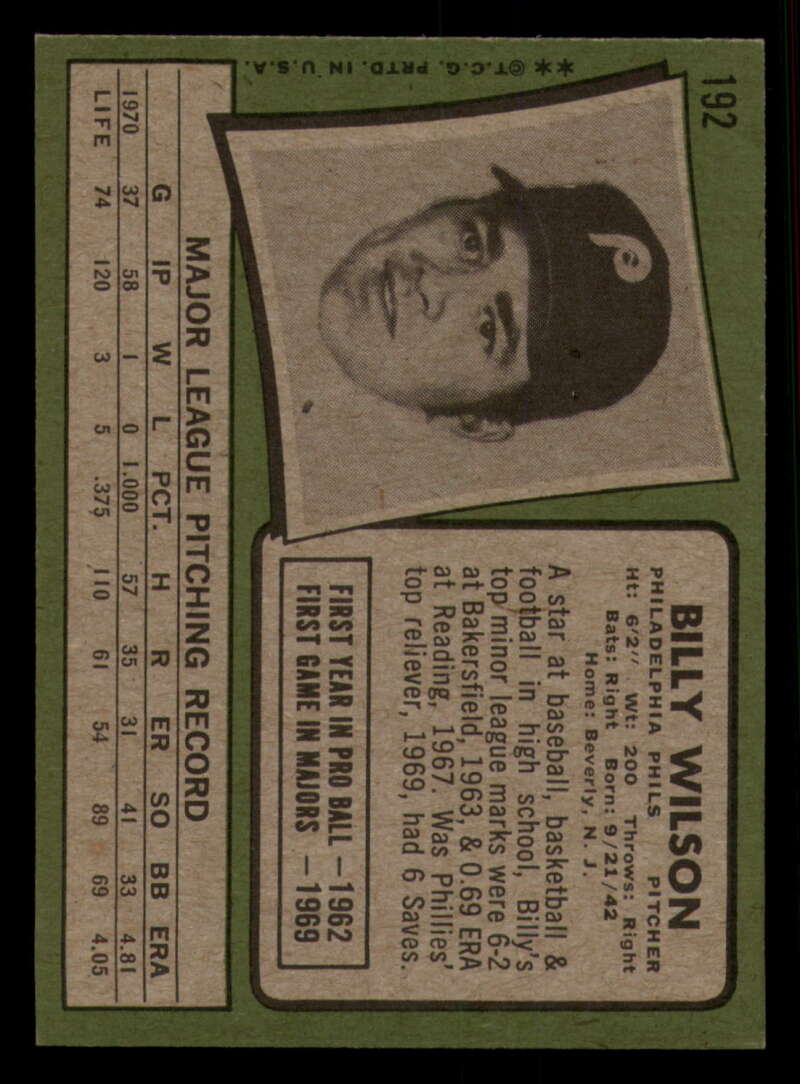 192
BILLY WILSON
PHILADELPHIA PHILS PITCHER
Ht: 6'2" Wt: 200 Throws: Right
Bats: Right Born: 9/21/42
Home: Beverly, N. J.
A star at baseball, basketball &
football in high school, Billy's
top minor league marks were 6-2
at Bakersfield, 1963, & 0.69 ERA
at Reading, 1967. Was Phillies'
top reliever, 1969, had 6 Saves.
FIRST YEAR IN PRO BALL —1962
FIRST GAME IN MAJORS —1969
P
MAJOR LEAGUE PITCHING RECORD
G IP W L PCT. H R ER SO BB ERA
1970 37 58 1 0 1.000 57 35 31 41 33 4.81
LIFE 74 120 3 5 .375 110 61 54 89 69 4.05
**©T.C.G. PRTD. IN U.S.A.